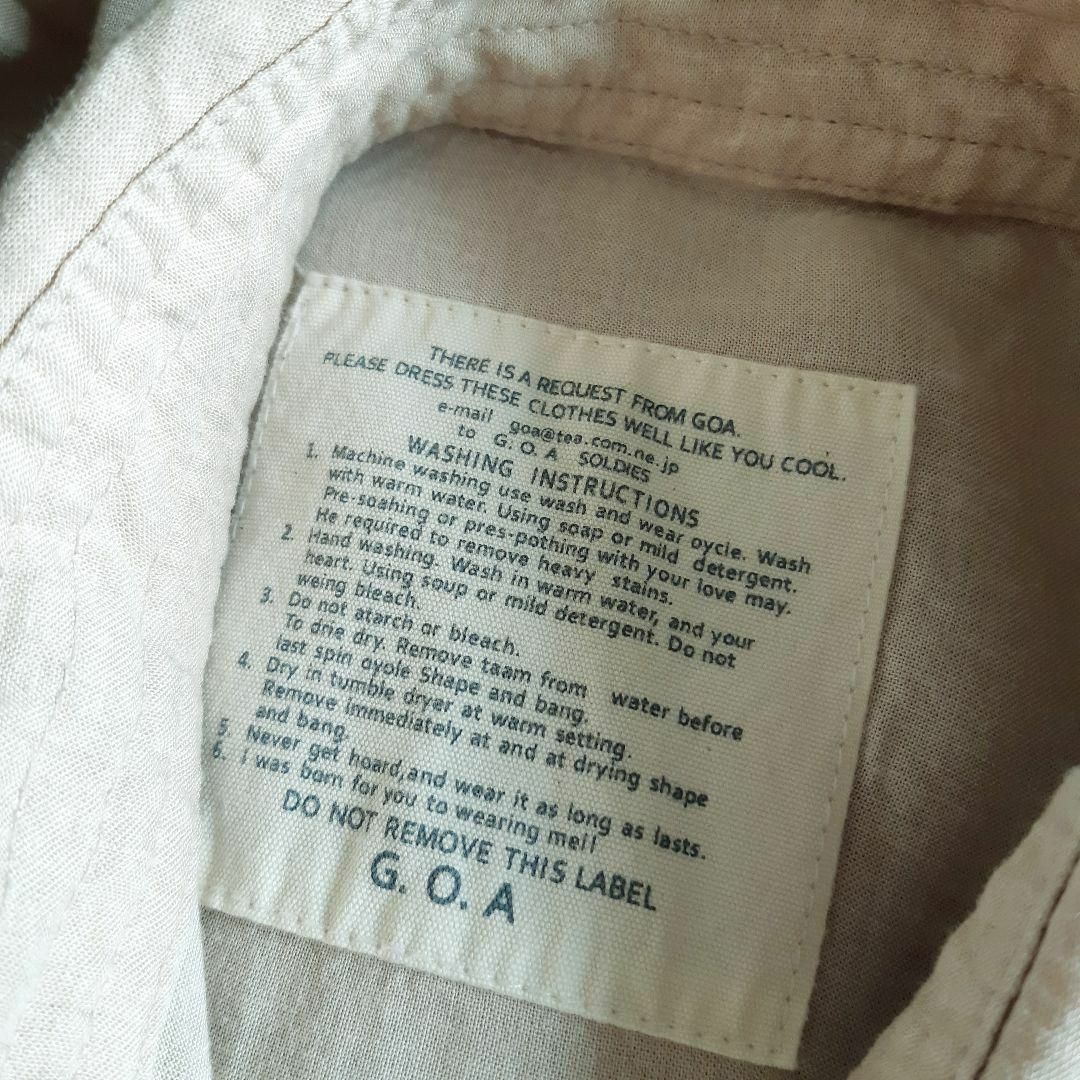 THERE IS A REQUEST FROM GOA.
PLEASE DRESS THESE CLOTHES WELL LIKE YOU COOL.
e-mail goa@tea.com.ne.jp
to G. O. A SOLDIES
WASHING INSTRUCTIONS
1. Machine washing use wash and wear oycle. Wash
with warm water. Using soap or mild detergent.
Pre-soahing or pres-pothing with your love may.
He required to remove heavy stains.
2. Hand washing. Wash in warm water, and your
heart. Using soup or mild detergent. Do not
weing bleach.
3. Do not atarch or bleach.
To drie dry. Remove taam from water before
last spin oyole Shape and bang.
4. Dry in tumble dryer at warm setting.
Remove immediately at and at drying shape
and bang.
5. Never get hoard,and wear it as long as lasts.
6. I was born for you to wearing me!!
DO NOT REMOVE THIS LABEL
G. O. A